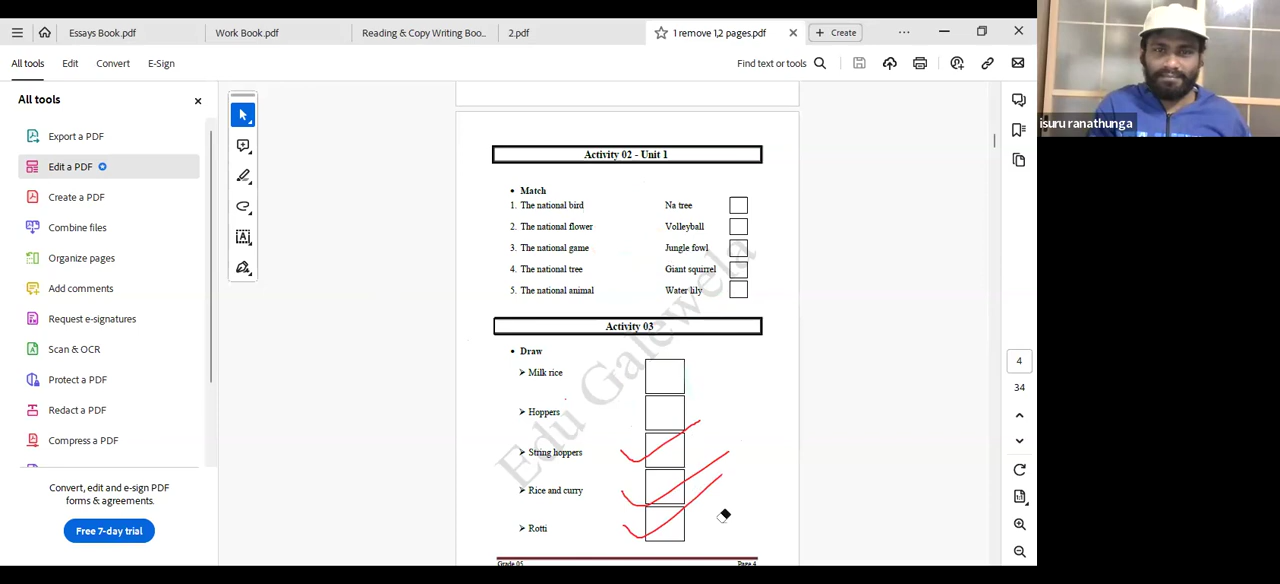 Essays Book.pdf
Work Book.pdf
Reading & Copy Writing Boo...
2.pdf
1 remove 1,2 pages.pdf
Create
All tools
Edit
Convert
E-Sign
Find text or tools
All tools
Export a PDF
Edit a PDF
Create a PDF
Combine files
Organize pages
Add comments
Request e-signatures
Scan & OCR
Protect a PDF
Redact a PDF
Compress a PDF
Convert, edit and e-sign PDF
forms & agreements.
Free 7-day trial
Activity 02 - Unit 1
• Match
1. The national bird Na tree
2. The national flower Volleyball
3. The national game Jungle fowl
4. The national tree Giant squirrel
5. The national animal Water lily
Activity 03
• Draw
➢ Milk rice
➢ Hoppers
➢ String hoppers
➢ Rice and curry
➢ Rotti
Edu Galewela
Grade 05 Page 4
4
34
isuru ranathunga